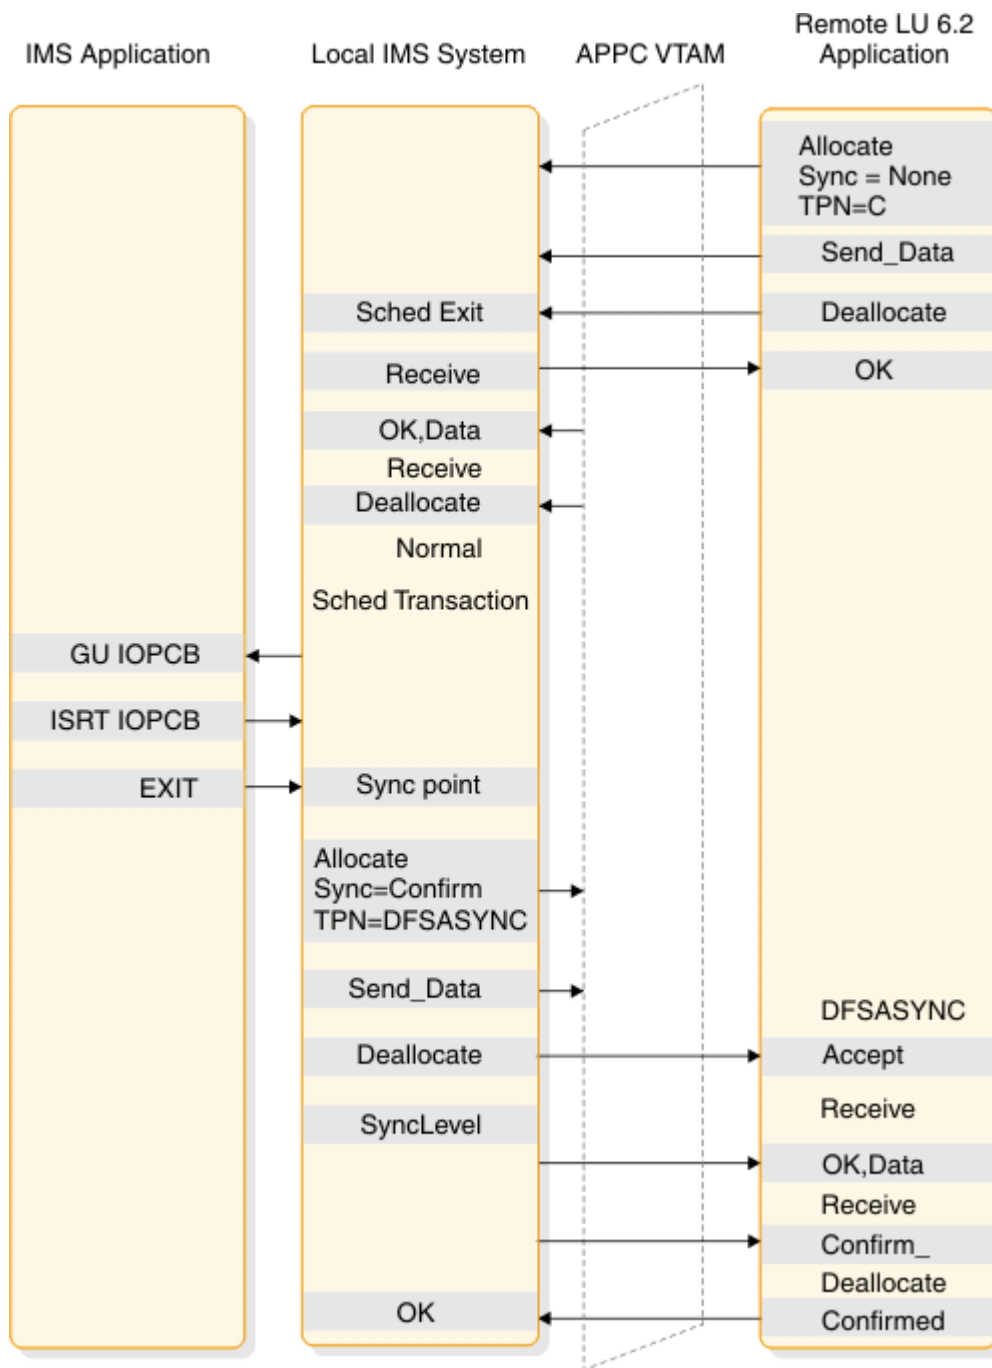 IMS Application
Local IMS System
APPC VTAM
Remote LU 6.2
Application
Allocate
Sync = None
TPN=C
Send_Data
Sched Exit
Deallocate
Receive
OK
OK,Data
Receive
Deallocate
Normal
Sched Transaction
GU IOPCB
ISRT IOPCB
EXIT
Sync point
Allocate
Sync=Confirm
TPN=DFSASYNC
Send_Data
DFSASYNC
Deallocate
Accept
Receive
SyncLevel
OK,Data
Receive
Confirm_
Deallocate
OK
Confirmed